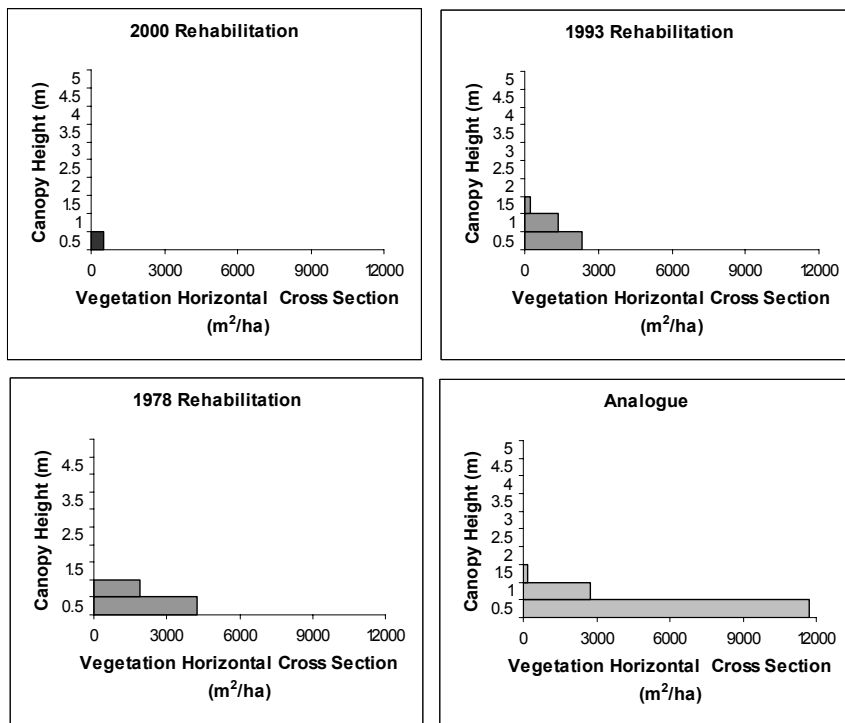 2000 Rehabilitation
Canopy Height (m)
5
4.5
4
3.5
3
2.5
2
1.5
1
0.5
0 3000 6000 9000 12000
Vegetation Horizontal Cross Section
(m²/ha)
1993 Rehabilitation
Canopy Height (m)
5
4.5
4
3.5
3
2.5
2
1.5
1
0.5
0 3000 6000 9000 12000
Vegetation Horizontal Cross Section
(m²/ha)
1978 Rehabilitation
Canopy Height (m)
4.5
3.5
2.5
1.5
0.5
0 3000 6000 9000 12000
Vegetation Horizontal Cross Section
(m²/ha)
Analogue
Canopy Height (m)
5
4.5
4
3.5
3
2.5
2
15
1
0.5
0 3000 6000 9000 12000
Vegetation Horizontal Cross Section
(m²/ha)